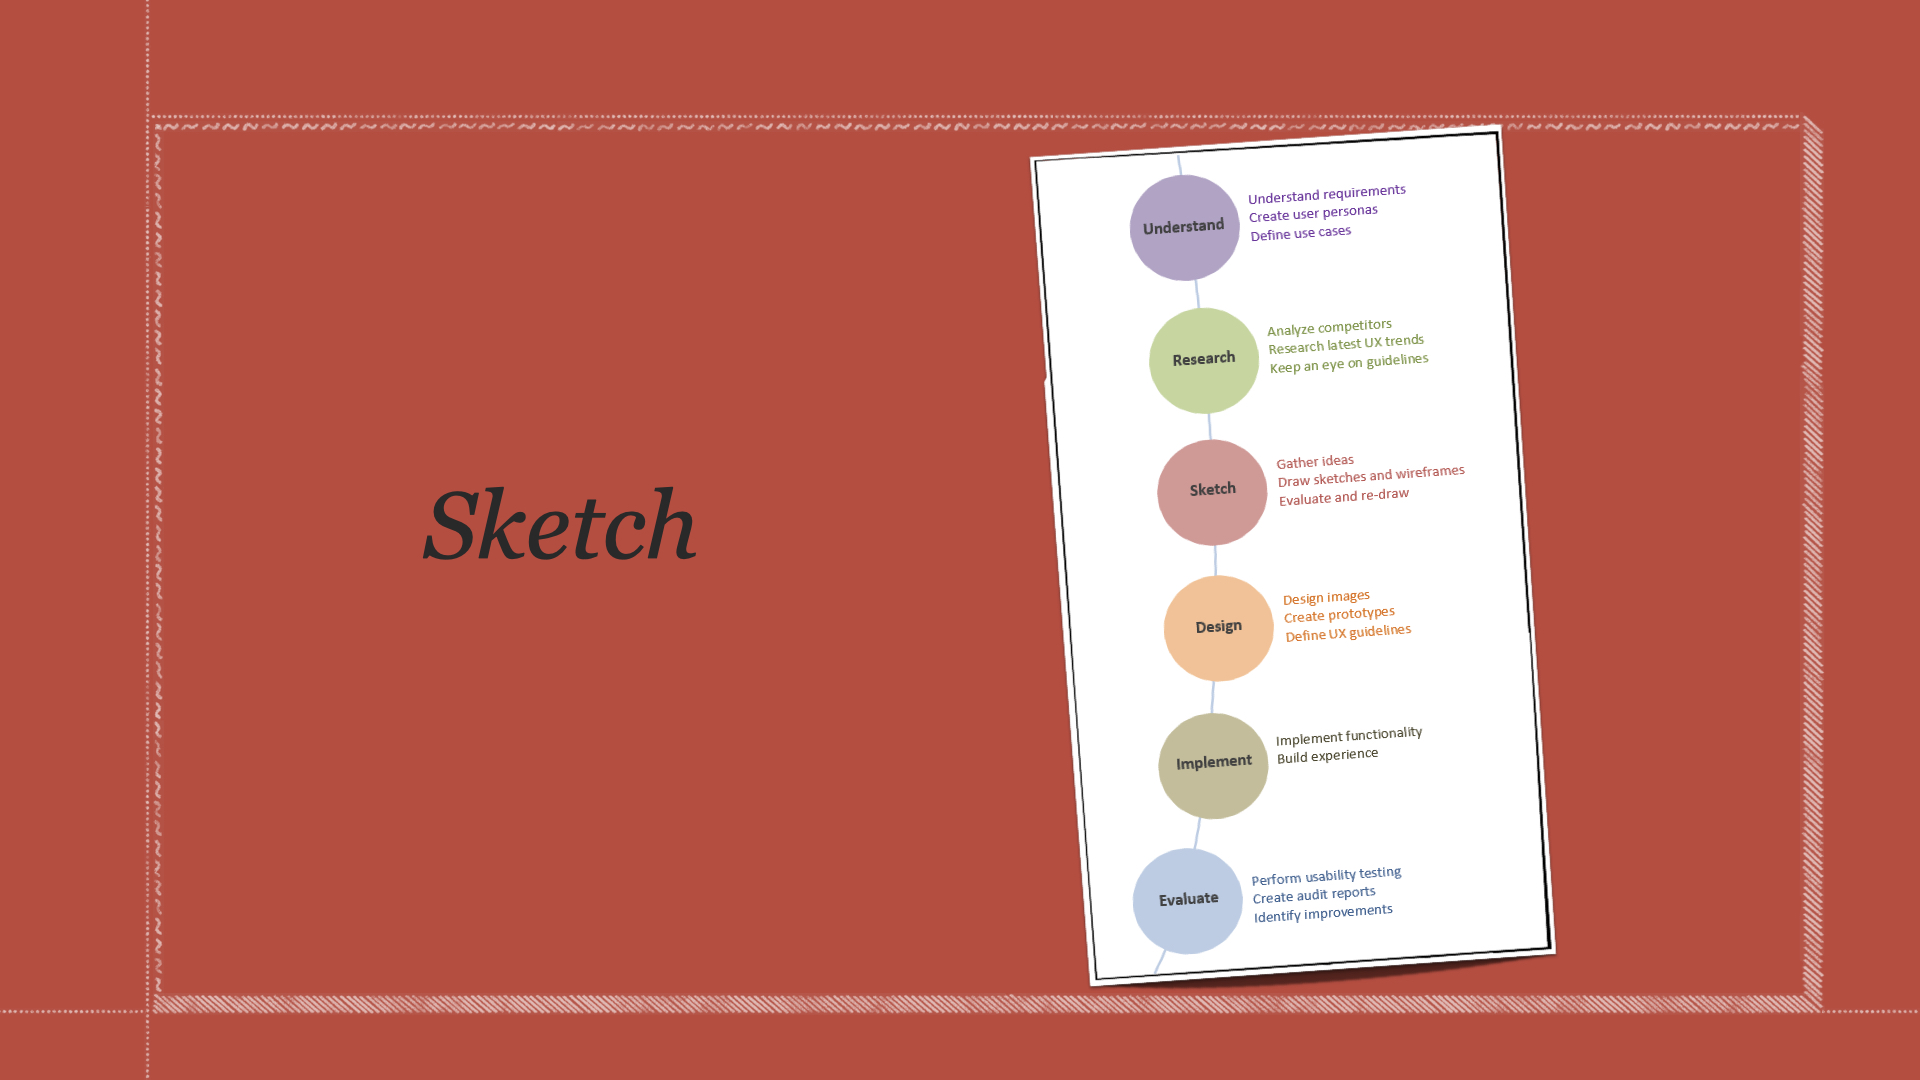 Sketch
Understand
Understand requirements
Create user personas
Define use cases
Research
Analyze competitors
Research latest UX trends
Keep an eye on guidelines
Sketch
Gather ideas
Draw sketches and wireframes
Evaluate and re-draw
Design
Design images
Create prototypes
Define UX guidelines
Implement
Implement functionality
Build experience
Evaluate
Perform usability testing
Create audit reports
Identify improvements